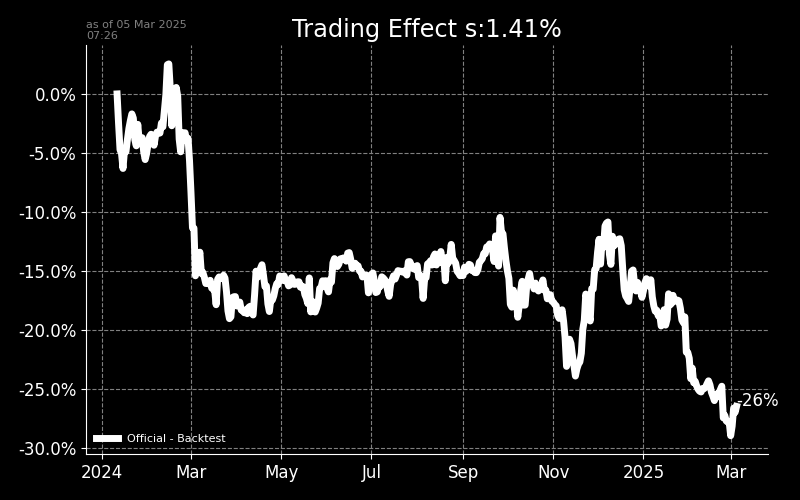 as of 05 Mar 2025
07:26
Trading Effect s:1.41%
0.0%
-5.0%
-10.0%
-15.0%
-20.0%
-25.0%
-30.0%
-26%
Official - Backtest
2024 Mar May Jul Sep Nov 2025 Mar